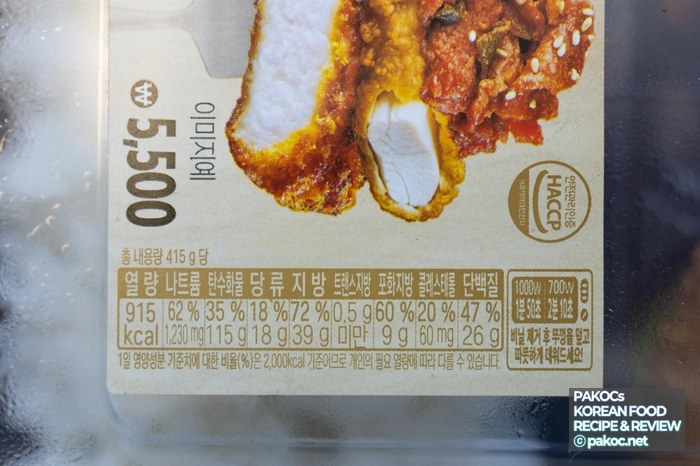 ₩ 5,500
이미지예
안전관리인증
HACCP
총 내용량 415 g 당
열량 나트륨 탄수화물 당류 지방 트랜스지방 포화지방 콜레스테롤 단백질
915 62 % 35 % 18 % 72 % 0.5 g 60 % 20 % 47 %
kcal 1,230 mg 115 g 18 g 39 g 미만 9 g 60 mg 26 g
1일 영양성분 기준치에 대한 비율(%)은 2,000kcal 기준이므로 개인의 필요 열량에 따라 다를 수 있습니다.
1000W 700W
1분 50초 2분 10초
비닐 제거 후 뚜껑을 덮고
따뜻하게 데워드세요!
PAKOCs
KOREAN FOOD
RECIPE & REVIEW
© pakoc.net